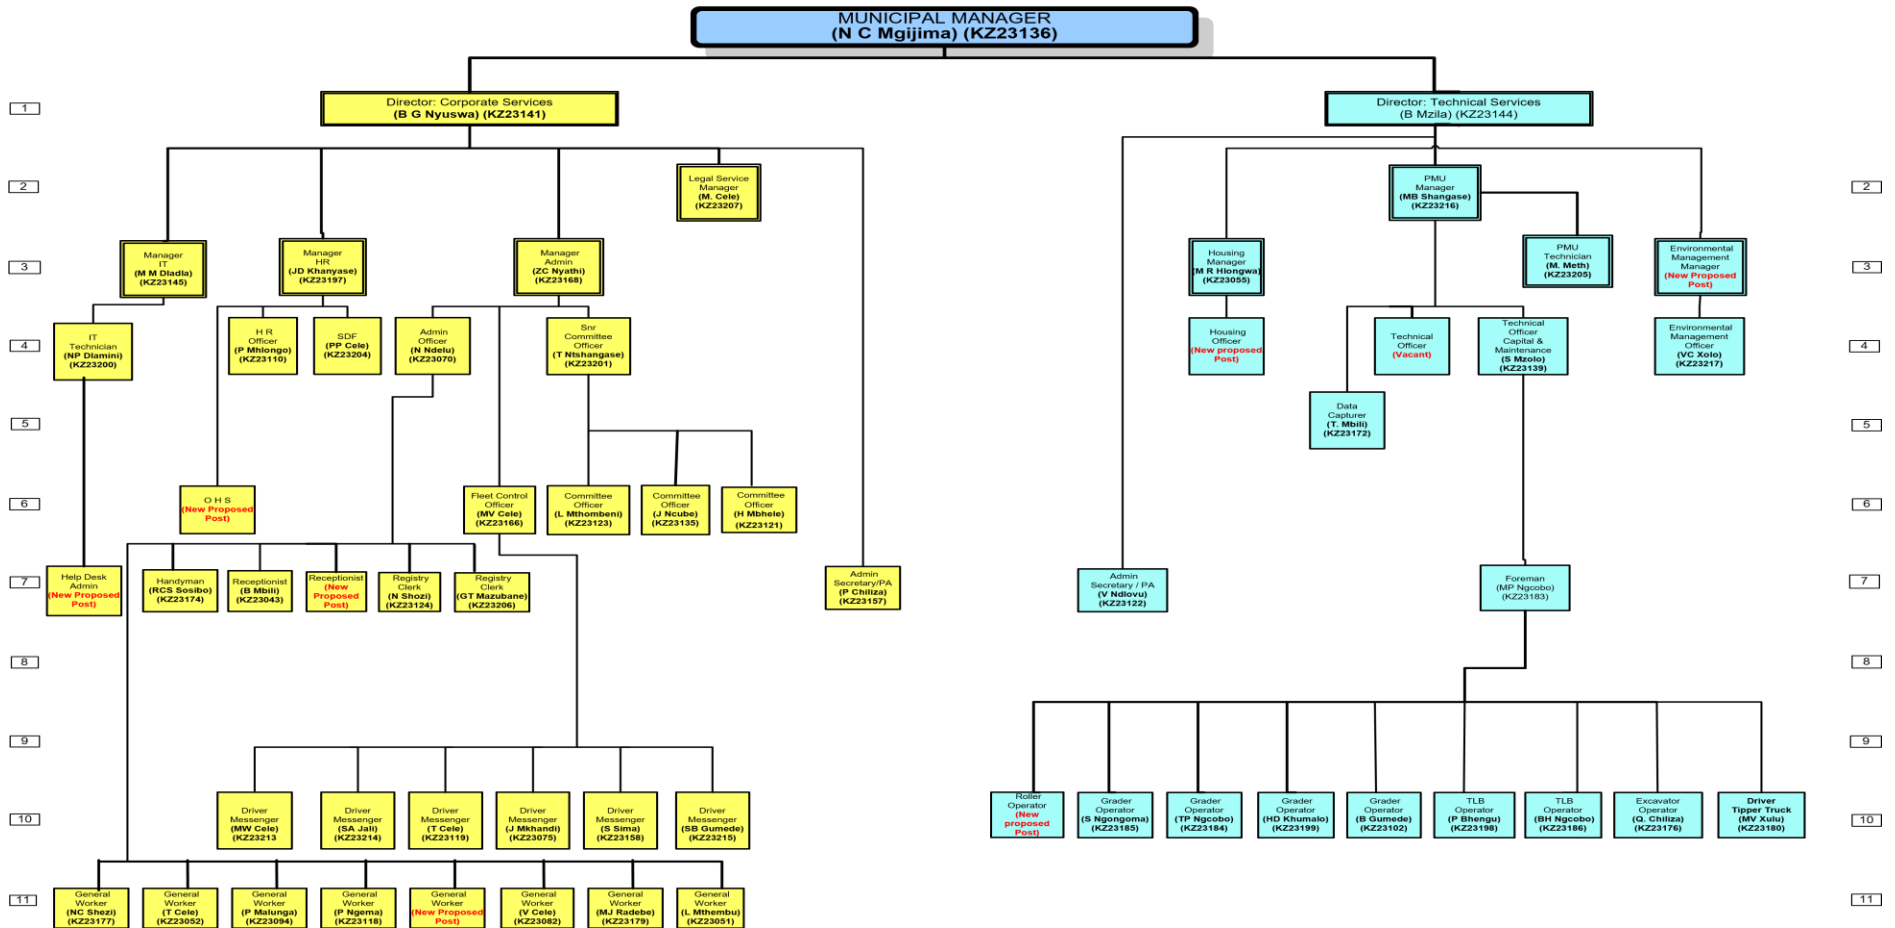 MUNICIPAL MANAGER
(N C Mgijima) (KZ23136)
1
Director: Corporate Services
(B G Nyuswa) (KZ23141)
Director: Technical Services
(B Mzila) (KZ23144)
1
2
Legal Service
Manager
(M. Cele)
(KZ23207)
PMU
Manager
(MB Shangase)
(KZ23216)
2
3
Manager
IT
(M M Dladla)
(KZ23145)
Manager
HR
(JD Khanyase)
(KZ23197)
Manager
Admin
(ZC Nyathi)
(KZ23168)
Housing
Manager
(M R Hlongwa)
(KZ23055)
PMU
Technician
(M. Meth)
(KZ23205)
Environmental
Management
Manager
(New Proposed
Post)
3
4
IT
Technician
(NP Dlamini)
(KZ23200)
H R
Officer
(P Mhlongo)
(KZ23110)
SDF
(PP Cele)
(KZ23204)
Admin
Officer
(N Ndelu)
(KZ23070)
Snr
Committee
Officer
(T Ntshangase)
(KZ23201)
Housing
Officer
(New proposed
Post)
Technical
Officer
(Vacant)
Technical
Officer
Capital &
Maintenance
(S Mzolo)
(KZ23139)
Environmental
Management
Officer
(VC Xolo)
(KZ23217)
4
5
Data
Capturer
(T. Mbili)
(KZ23172)
5
6
O H S
(New Proposed
Post)
Fleet Control
Officer
(MV Cele)
(KZ23166)
Committee
Officer
(L Mthombeni)
(KZ23123)
Committee
Officer
(J Ncube)
(KZ23135)
Committee
Officer
(H Mbhele)
(KZ23121)
6
7
Help Desk
Admin
(New Proposed
Post)
Handyman
(RCS Sosibo)
(KZ23174)
Receptionist
(B Mbili)
(KZ23043)
Receptionist
(New
Proposed
Post)
Registry
Clerk
(N Shozi)
(KZ23124)
Registry
Clerk
(GT Mazubane)
(KZ23206)
Admin
Secretary/PA
(P Chiliza)
(KZ23157)
Admin
Secretary / PA
(V Ndlovu)
(KZ23122)
Foreman
(MP Ngcobo)
(KZ23183)
7
8
8
9
9
10
Driver
Messenger
(MW Cele)
(KZ23213
Driver
Messenger
(SA Jali)
(KZ23214)
Driver
Messenger
(T Cele)
(KZ23119)
Driver
Messenger
(J Mkhandi)
(KZ23075)
Driver
Messenger
(S Sima)
(KZ23158)
Driver
Messenger
(SB Gumede)
(KZ23215)
Roller
Operator
(New
proposed
Post)
Grader
Operator
(S Ngongoma)
(KZ23185)
Grader
Operator
(TP Ngcobo)
(KZ23184)
Grader
Operator
(HD Khumalo)
(KZ23199)
Grader
Operator
(B Gumede)
(KZ23102)
TLB
Operator
(P Bhengu)
(KZ23198)
TLB
Operator
(BH Ngcobo)
(KZ23186)
Excavator
Operator
(Q. Chiliza)
(KZ23176)
Driver
Tipper Truck
(MV Xulu)
(KZ23180)
10
11
General
Worker
(NC Shezi)
(KZ23177)
General
Worker
(T Cele)
(KZ23052)
General
Worker
(P Malunga)
(KZ23094)
General
Worker
(P Ngema)
(KZ23118)
General
Worker
(New Proposed
Post)
General
Worker
(V Cele)
(KZ23082)
General
Worker
(MJ Radebe)
(KZ23179)
General
Worker
(L Mthembu)
(KZ23051)
11